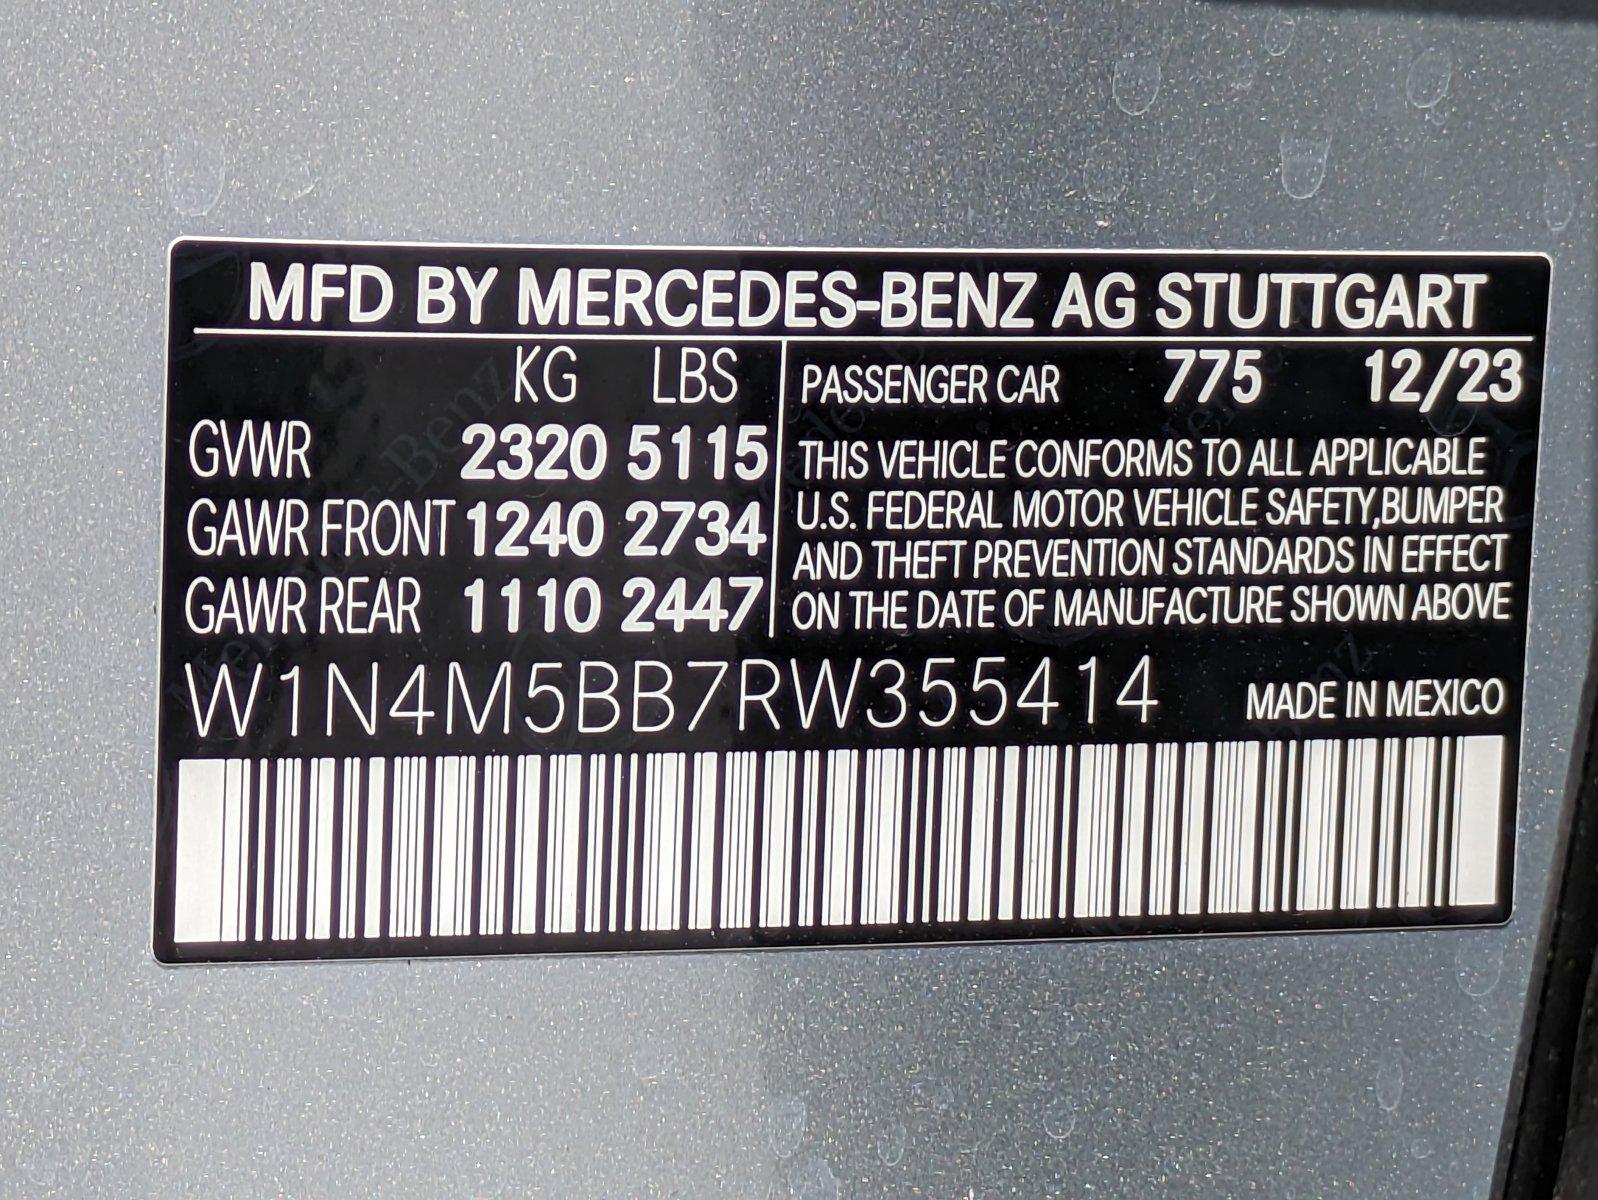 MFD BY MERCEDES-BENZ AG STUTTGART
KG LBS
GVWR 2320 5115
GAWR FRONT 1240 2734
GAWR REAR 1110 2447
PASSENGER CAR 775 12/23
THIS VEHICLE CONFORMS TO ALL APPLICABLE
U.S. FEDERAL MOTOR VEHICLE SAFETY,BUMPER
AND THEFT PREVENTION STANDARDS IN EFFECT
ON THE DATE OF MANUFACTURE SHOWN ABOVE
W1N4M5BB7RW355414
MADE IN MEXICO